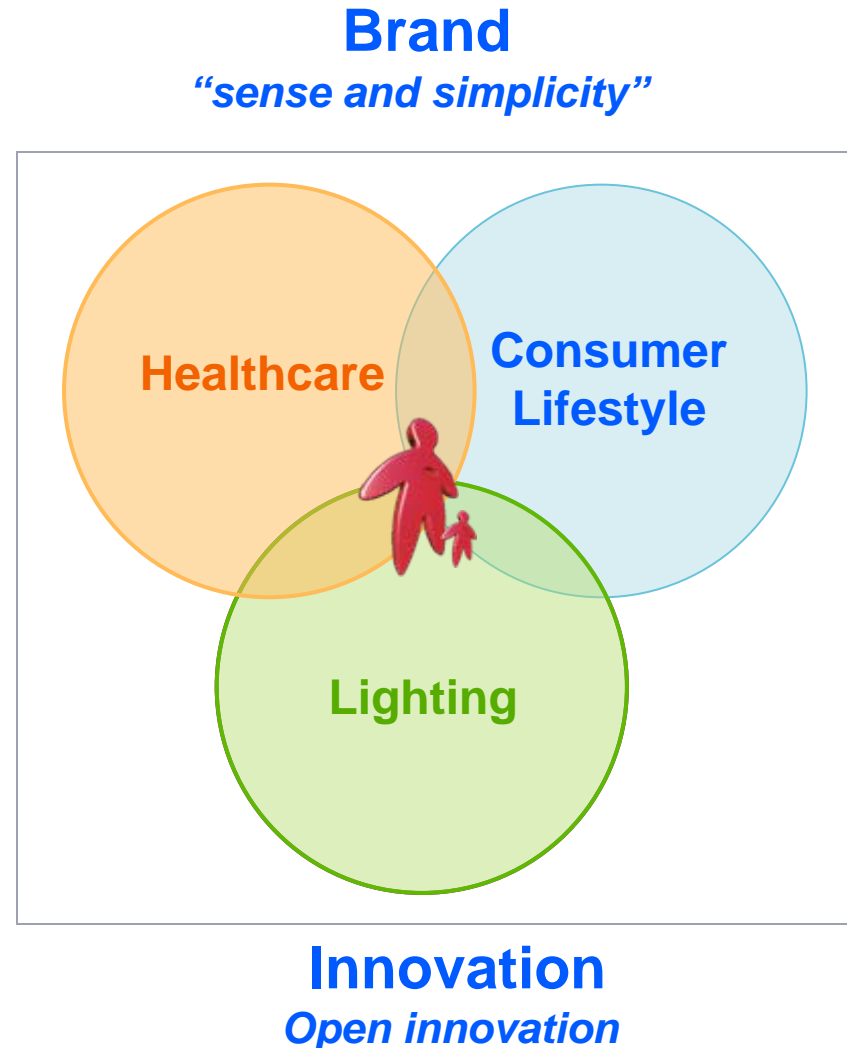 Brand
“sense and simplicity”
Healthcare
Consumer
Lifestyle
Lighting
Innovation
Open innovation